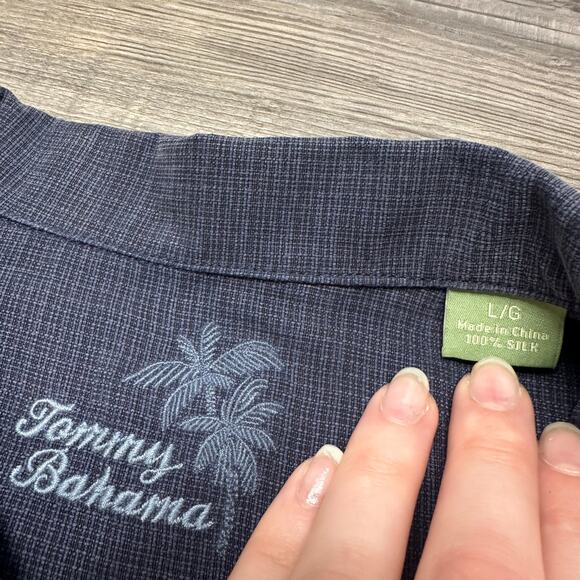 L/G
Made in China
100% SILK
Tommy
Bahama